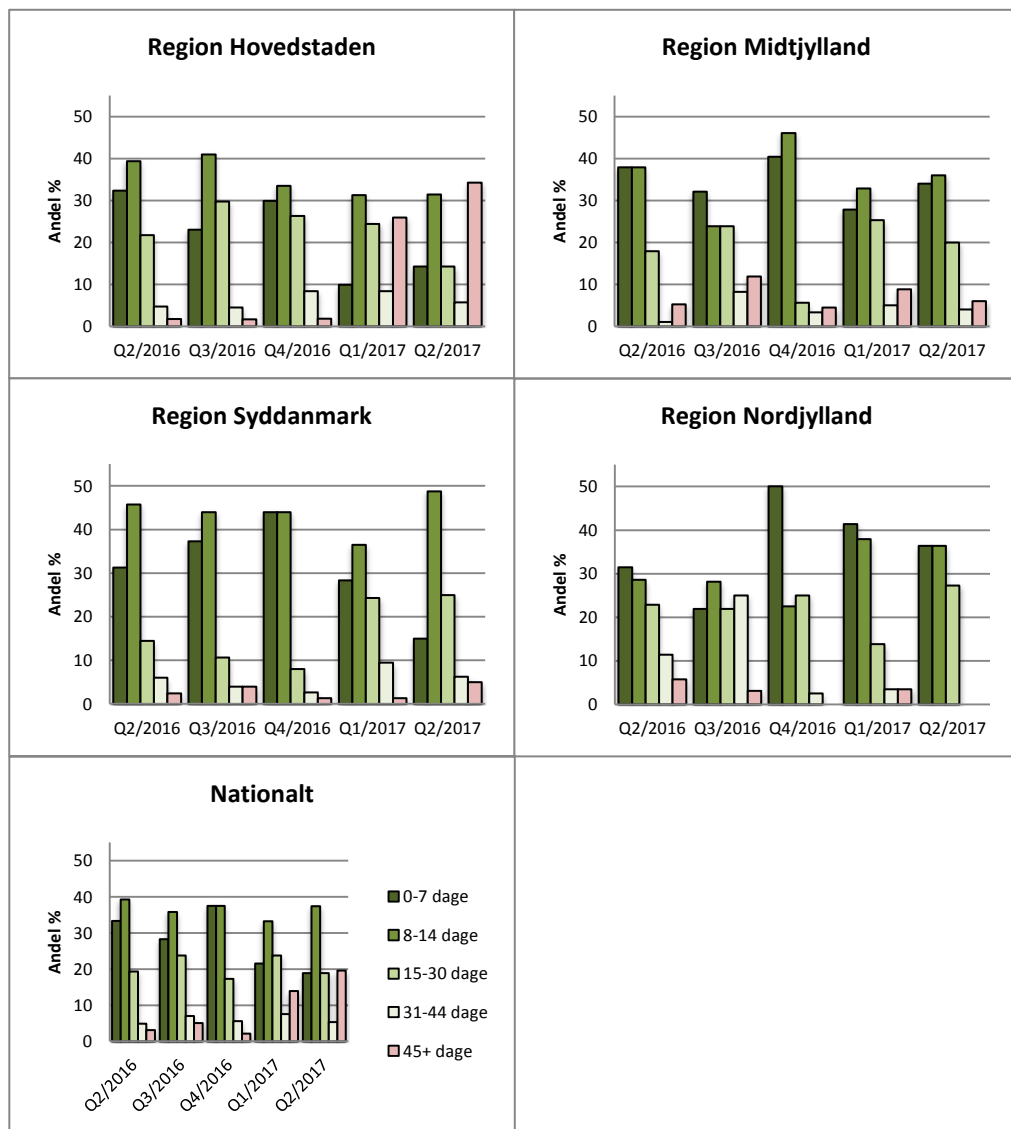 Region Hovedstaden
Andel %
50
40
30
20
10
0
Q2/2016 Q3/2016 Q4/2016 Q1/2017 Q2/2017
Region Midtjylland
Andel %
50
40
30
20
10
0
Q2/2016 Q3/2016 Q4/2016 Q1/2017 Q2/2017
Region Syddanmark
Andel %
50
40
30
20
10
0
Q2/2016 Q3/2016 Q4/2016 Q1/2017 Q2/2017
Region Nordjylland
Andel %
50
40
30
20
10
0
Q2/2016 Q3/2016 Q4/2016 Q1/2017 Q2/2017
Nationalt
Andel %
50
40
30
20
10
0
Q2/2016 Q3/2016 Q4/2016 Q1/2017 Q2/2017
0-7 dage
8-14 dage
15-30 dage
31-44 dage
45+ dage